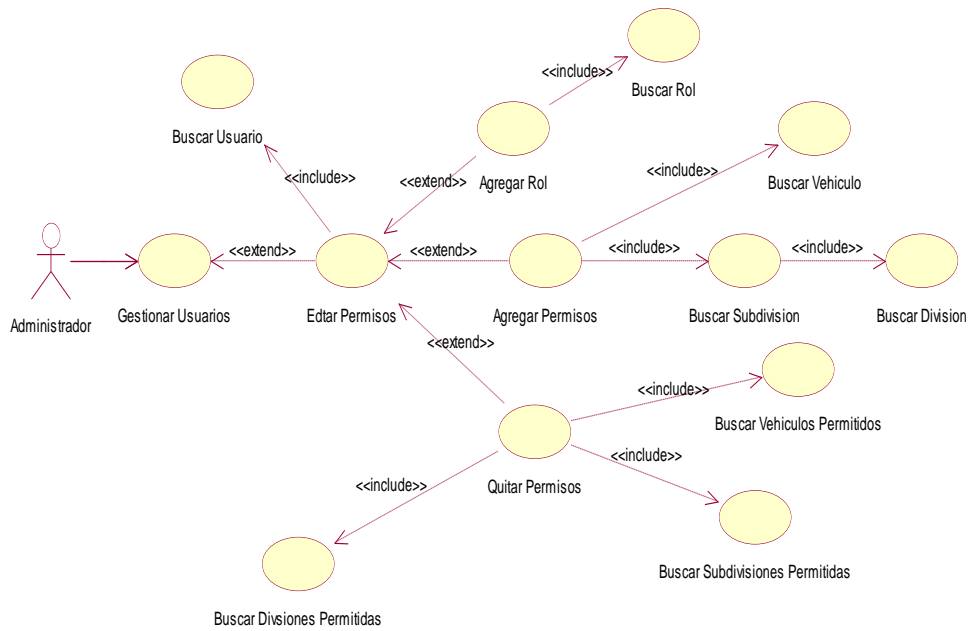 <<include>>
Buscar Rol
Buscar Usuario
<<include>>
<<extend>>
Agregar Rol
<<include>>
Buscar Vehiculo
Administrador
<<extend>>
Gestionar Usuarios
Edtar Permisos
<<extend>>
Agregar Permisos
<<include>>
Buscar Subdivision
<<include>>
Buscar Division
<<extend>>
<<include>>
Buscar Vehiculos Permitidos
Quitar Permisos
<<include>>
Buscar Subdivisiones Permitidas
<<include>>
Buscar Divsiones Permitidas